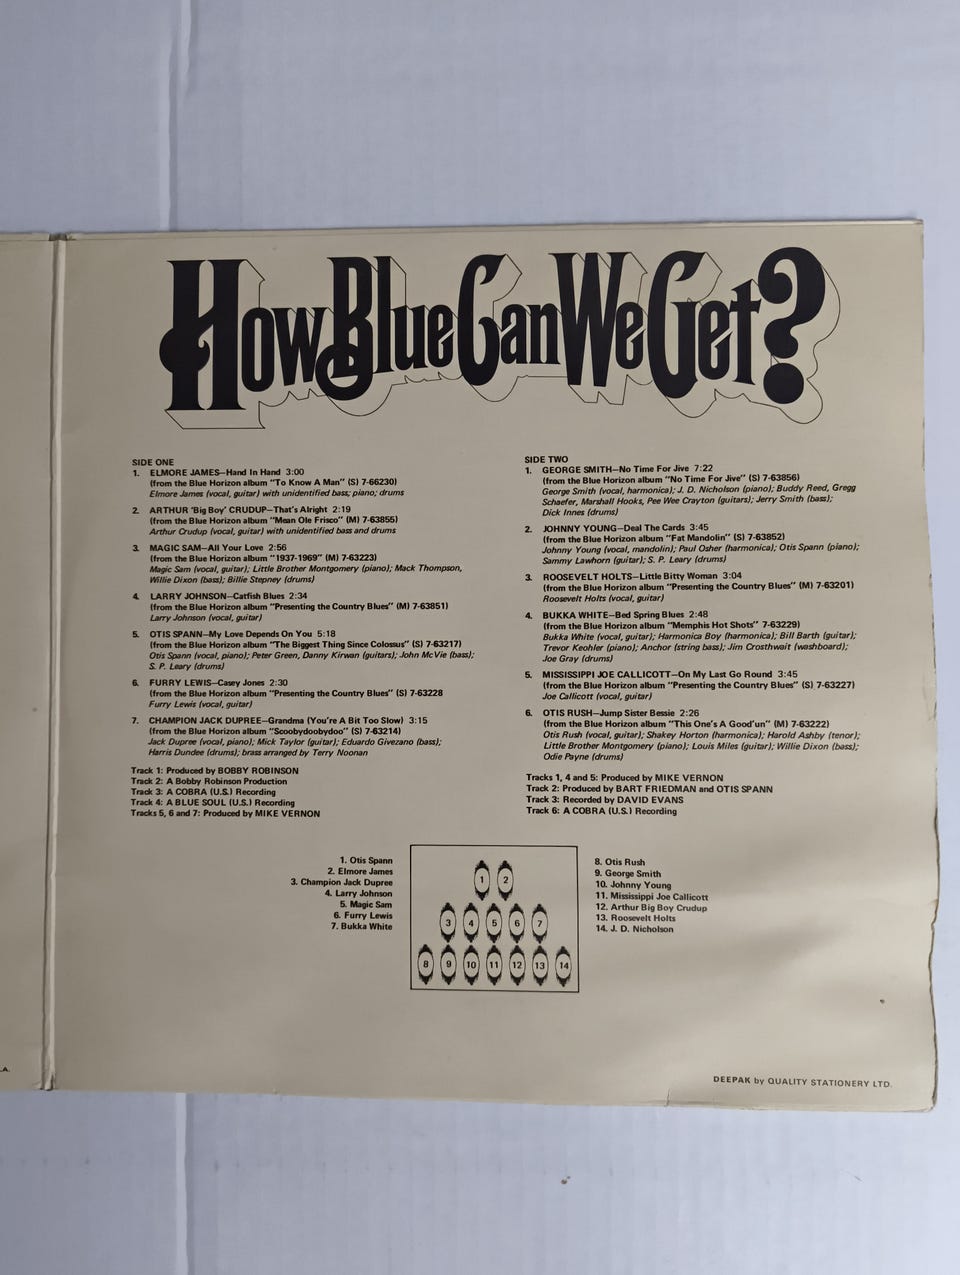 How Blue Can We Get?
SIDE ONE
1. ELMORE JAMES—Hand In Hand 3:00
(from the Blue Horizon album "To Know A Man" (S) 7-66230)
Elmore James (vocal, guitar) with unidentified bass; piano; drums
2. ARTHUR 'Big Boy' CRUDUP—That's Alright 2:19
(from the Blue Horizon album "Mean Ole Frisco" (M) 7-63855)
Arthur Crudup (vocal, guitar) with unidentified bass and drums
3. MAGIC SAM—All Your Love 2:56
(from the Blue Horizon album "1937-1969" (M) 7-63223)
Magic Sam (vocal, guitar); Little Brother Montgomery (piano); Mack Thompson,
Willie Dixon (bass); Billie Stepney (drums)
4. LARRY JOHNSON—Catfish Blues 2:34
(from the Blue Horizon album "Presenting the Country Blues" (M) 7-63851)
Larry Johnson (vocal, guitar)
5. OTIS SPANN—My Love Depends On You 5:18
(from the Blue Horizon album "The Biggest Thing Since Colossus" (S) 7-63217)
Otis Spann (vocal, piano); Peter Green, Danny Kirwan (guitars); John McVie (bass);
S. P. Leary (drums)
6. FURRY LEWIS—Casey Jones 2:30
(from the Blue Horizon album "Presenting the Country Blues" (S) 7-63228
Furry Lewis (vocal, guitar)
7. CHAMPION JACK DUPREE—Grandma (You're A Bit Too Slow) 3:15
(from the Blue Horizon album "Scoobydoobydoo" (S) 7-63214)
Jack Dupree (vocal, piano); Mick Taylor (guitar); Eduardo Givezano (bass);
Harris Dundee (drums); brass arranged by Terry Noonan
Track 1: Produced by BOBBY ROBINSON
Track 2: A Bobby Robinson Production
Track 3: A COBRA (U.S.) Recording
Track 4: A BLUE SOUL (U.S.) Recording
Tracks 5, 6 and 7: Produced by MIKE VERNON
SIDE TWO
1. GEORGE SMITH—No Time For Jive 7:22
(from the Blue Horizon album "No Time For Jive" (S) 7-63856)
George Smith (vocal, harmonica); J. D. Nicholson (piano); Buddy Reed, Gregg
Schaefer, Marshall Hooks, Pee Wee Crayton (guitars); Jerry Smith (bass);
Dick Innes (drums)
2. JOHNNY YOUNG—Deal The Cards 3:45
(from the Blue Horizon album "Fat Mandolin" (S) 7-63852)
Johnny Young (vocal, mandolin); Paul Osher (harmonica); Otis Spann (piano);
Sammy Lawhorn (guitar); S. P. Leary (drums)
3. ROOSEVELT HOLTS—Little Bitty Woman 3:04
(from the Blue Horizon album "Presenting the Country Blues" (M) 7-63201)
Roosevelt Holts (vocal, guitar)
4. BUKKA WHITE—Bed Spring Blues 2:48
(from the Blue Horizon album "Memphis Hot Shots" 7-63229)
Bukka White (vocal, guitar); Harmonica Boy (harmonica); Bill Barth (guitar);
Trevor Keohler (piano); Anchor (string bass); Jim Crosthwait (washboard);
Joe Gray (drums)
5. MISSISSIPPI JOE CALLICOTT—On My Last Go Round 3:45
(from the Blue Horizon album "Presenting the Country Blues" (S) 7-63227)
Joe Callicott (vocal, guitar)
6. OTIS RUSH—Jump Sister Bessie 2:26
(from the Blue Horizon album "This One's A Good'un" (M) 7-63222)
Otis Rush (vocal, guitar); Shakey Horton (harmonica); Harold Ashby (tenor);
Little Brother Montgomery (piano); Louis Miles (guitar); Willie Dixon (bass);
Odie Payne (drums)
Tracks 1, 4 and 5: Produced by MIKE VERNON
Track 2: Produced by BART FRIEDMAN and OTIS SPANN
Track 3: Recorded by DAVID EVANS
Track 6: A COBRA (U.S.) Recording
1. Otis Spann
2. Elmore James
3. Champion Jack Dupree
4. Larry Johnson
5. Magic Sam
6. Furry Lewis
7. Bukka White
1 2
3 4 5 6 7
8 9 10 11 12 13 14
8. Otis Rush
9. George Smith
10. Johnny Young
11. Mississippi Joe Callicott
12. Arthur Big Boy Crudup
13. Roosevelt Holts
14. J. D. Nicholson
DEEPAK by QUALITY STATIONERY LTD.